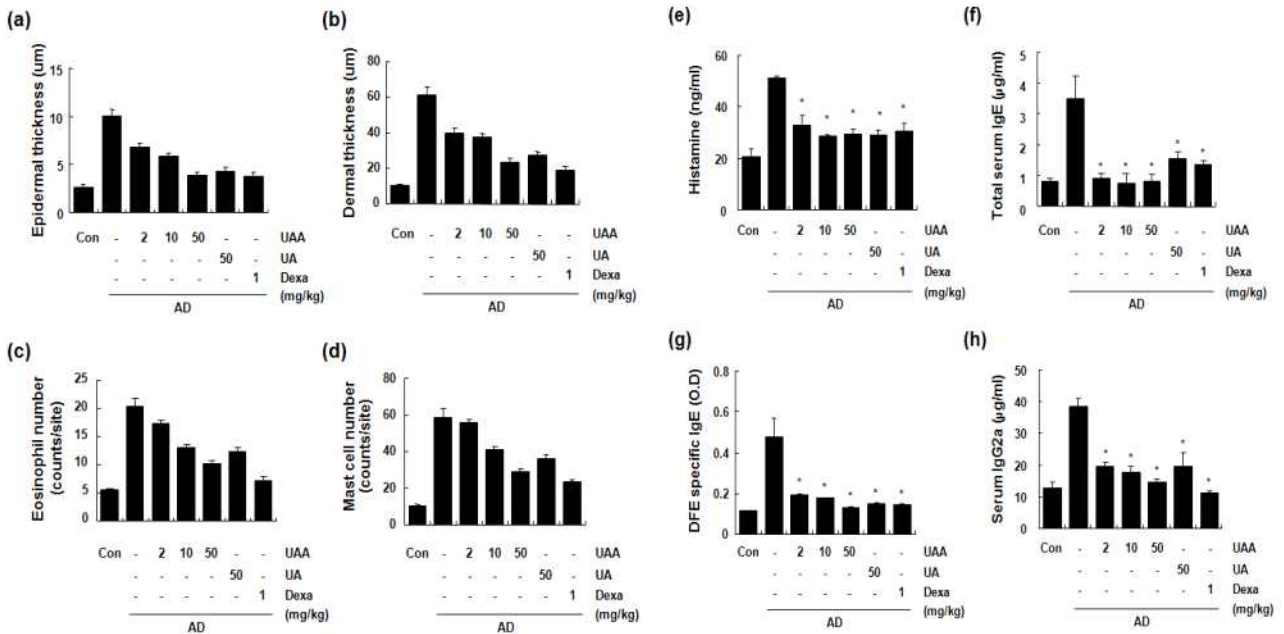 (a)
Epidermal thickness (um)
15
10
5
0
Con - 2 10 50 - - UAA
- - - - 50 - UA
- - - - - 1 Dexa
(mg/kg)
AD
(b)
Dermal thickness (um)
80
60
40
20
0
Con - 2 10 50 - - UAA
- - - - 50 - UA
- - - - - 1 Dexa
(mg/kg)
AD
(e)
Histamine (ng/ml)
60
40
20
0
* * * * *
Con - 2 10 50 - - UAA
- - - - 50 - UA
- - - - - 1 Dexa
(mg/kg)
AD
(f)
Total serum IgE (µg/ml)
5
4
3
2
1
0
* * * * *
Con - 2 10 50 - - UAA
- - - - 50 - UA
- - - - - 1 Dexa
(mg/kg)
AD
(c)
Eosinophil number
(counts/site)
25
20
15
10
5
0
Con - 2 10 50 - - UAA
- - - - 50 - UA
- - - - - 1 Dexa
(mg/kg)
AD
(d)
Mast cell number
(counts/site)
80
60
40
20
0
Con - 2 10 50 - - UAA
- - - - 50 - UA
- - - - - 1 Dexa
(mg/kg)
AD
(g)
DFE specific IgE (O.D)
0.8
0.6
0.4
0.2
0.0
* * * * *
Con - 2 10 50 - - UAA
- - - - 50 - UA
- - - - - 1 Dexa
(mg/kg)
AD
(h)
Serum IgG2a (µg/ml)
50
40
30
20
10
0
* * * * *
Con - 2 10 50 - - UAA
- - - - 50 - UA
- - - - - 1 Dexa
(mg/kg)
AD